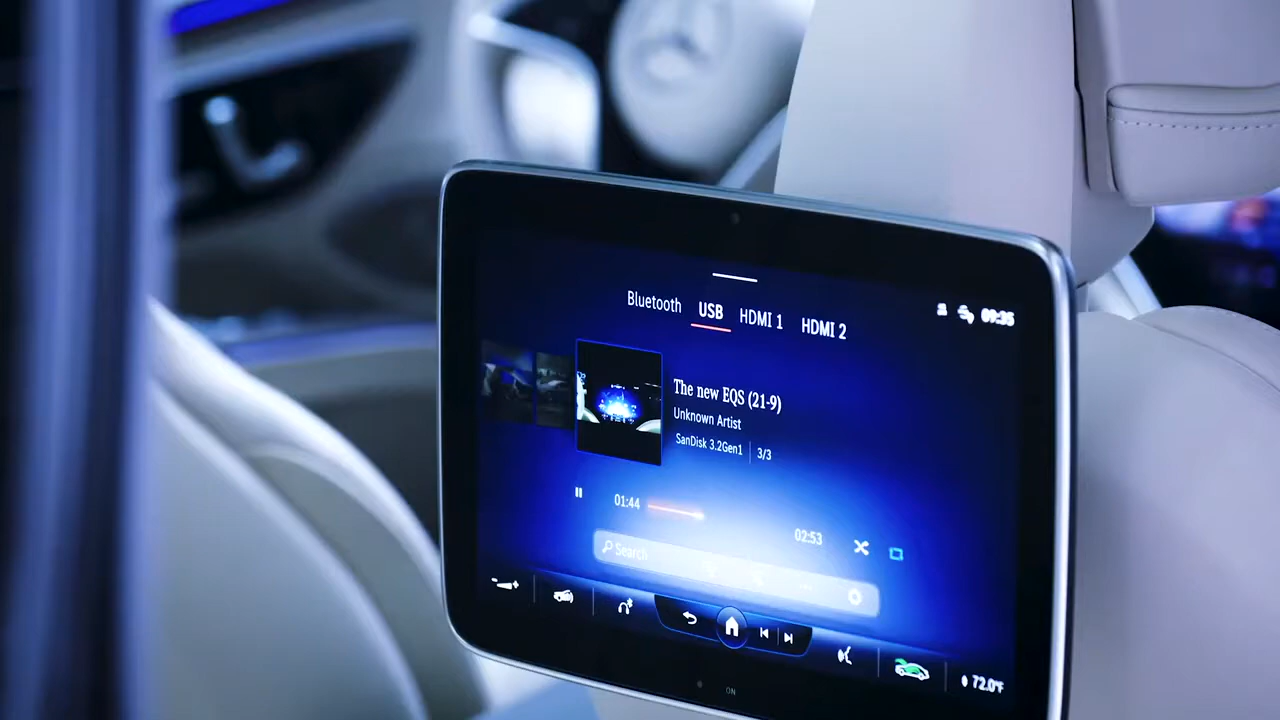 Bluetooth USB HDMI 1 HDMI 2
09:35
The new EQS (21-9)
Unknown Artist
SanDisk 3.2Gen1 3/3
01:44
02:53
Search
72.0°F
ON